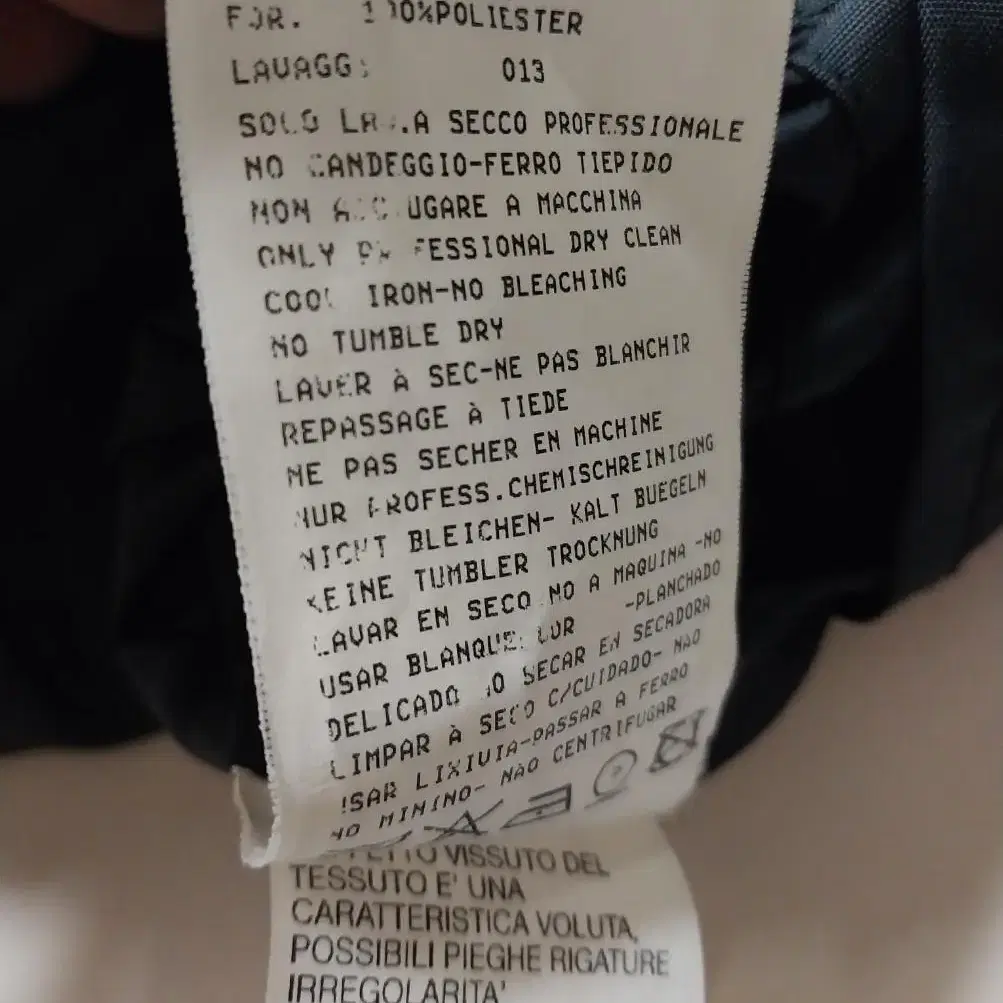 FOR. 100%POLIESTER
LAVAGG: 013
SOLO A SECCO PROFESSIONALE
NO CANDEGGIO-FERRO TIEPIDO
NON ASCIUGARE A MACCHINA
ONLY PROFESSIONAL DRY CLEAN
COOL IRON-NO BLEACHING
NO TUMBLE DRY
LAVER À SEC-NE PAS BLANCHIR
REPASSAGE À TIEDE
NE PAS SECHER EN MACHINE
NUR PROFESS.CHEMISCHREINIGUNG
NICHT BLEICHEN- KALT BUEGELN
KEINE TUMBLER TROCKNUNG
LAVAR EN SECO NO A MAQUINA -NO
USAR BLANQUEADOR -PLANCHADO
DELICADO NO SECAR EN SECADORA
LIMPAR À SECO C/CUIDADO- NÃO
USAR LIXIVIA-PASSAR A FERRO
NO MINIMO- NÃO CENTRIFUGAR
VISSUTO DEL
TESSUTO E' UNA
CARATTERISTICA VOLUTA,
POSSIBILI PIEGHE RIGATURE
IRREGOLARITA'